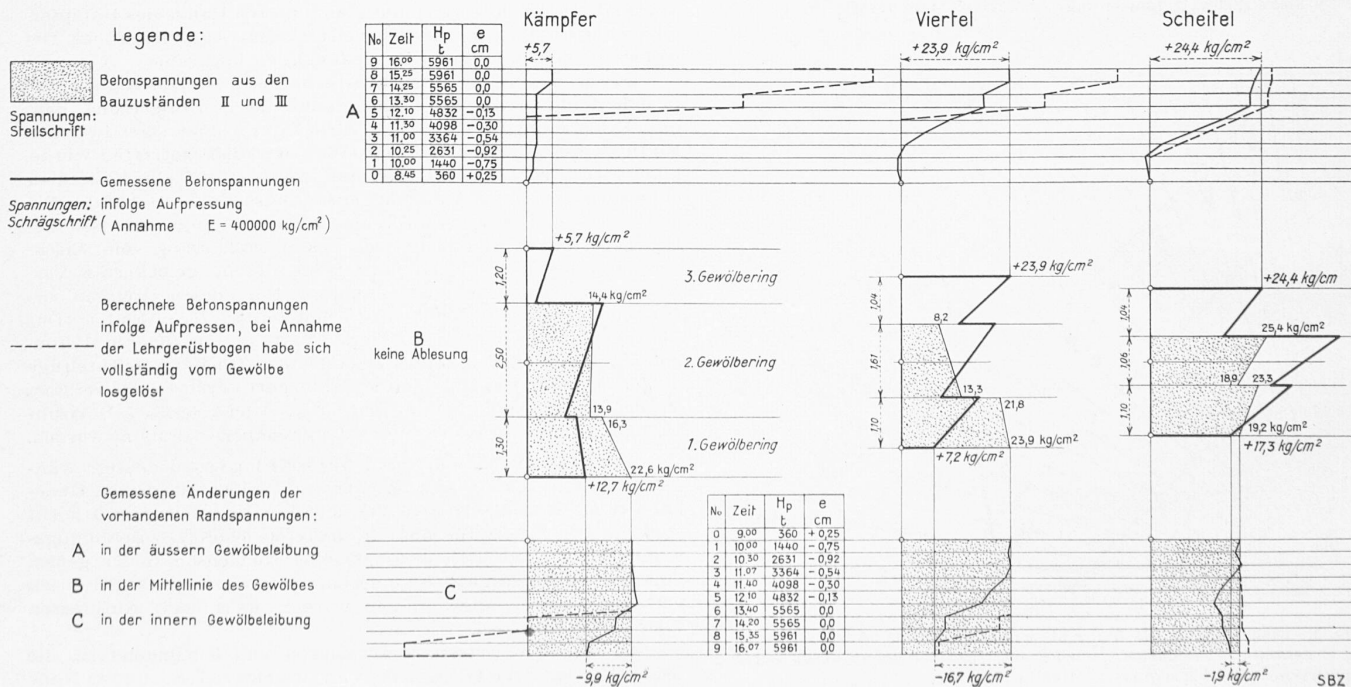 Legende:
Betonspannungen aus den
Bauzuständen II und III
Spannungen:
Steilschrift
Gemessene Betonspannungen
Spannungen: infolge Aufpressung
Schrägschrift ( Annahme E = 400000 kg/cm²)
Berechnete Betonspannungen
infolge Aufpressen, bei Annahme
der Lehrgerüstbogen habe sich
vollständig vom Gewölbe
losgelöst
Gemessene Änderungen der
vorhandenen Randspannungen:
A in der äussern Gewölbeleibung
B in der Mittellinie des Gewölbes
C in der innern Gewölbeleibung
Kämpfer
Viertel
Scheitel
+5,7
+23,9 kg/cm²
+24,4 kg/cm²
No Zeit Hp t e cm
9 16.00 5961 0,0
8 15.25 5961 0,0
7 14.25 5565 0,0
6 13.30 5565 0,0
5 12.10 4832 −0,13
4 11.30 4098 −0,30
3 11.00 3364 −0,54
2 10.25 2631 −0,92
1 10.00 1440 −0,75
0 8.45 360 +0,25
A
B
keine Ablesung
+5,7 kg/cm²
1,20
3. Gewölbering
14,4 kg/cm²
2,50
2. Gewölbering
13,9
16,3
1,30
1. Gewölbering
22,6 kg/cm²
+12,7 kg/cm²
+23,9 kg/cm²
1,04
8,2
1,61
13,3
21,8
1,10
23,9 kg/cm²
+7,2 kg/cm²
+24,4 kg/cm
1,04
25,4 kg/cm²
1,06
18,9
23,3
1,10
19,2 kg/cm²
+17,3 kg/cm
C
No Zeit Hp t e cm
0 9.00 360 +0,25
1 10.00 1440 −0,75
2 10.30 2631 −0,92
3 11.07 3364 −0,54
4 11.40 4098 −0,30
5 12.10 4832 −0,13
6 13.40 5565 0,0
7 14.20 5565 0,0
8 15.35 5961 0,0
9 16.07 5961 0,0
−9,9 kg/cm²
−16,7 kg/cm²
−1,9 kg/cm²
SBZ